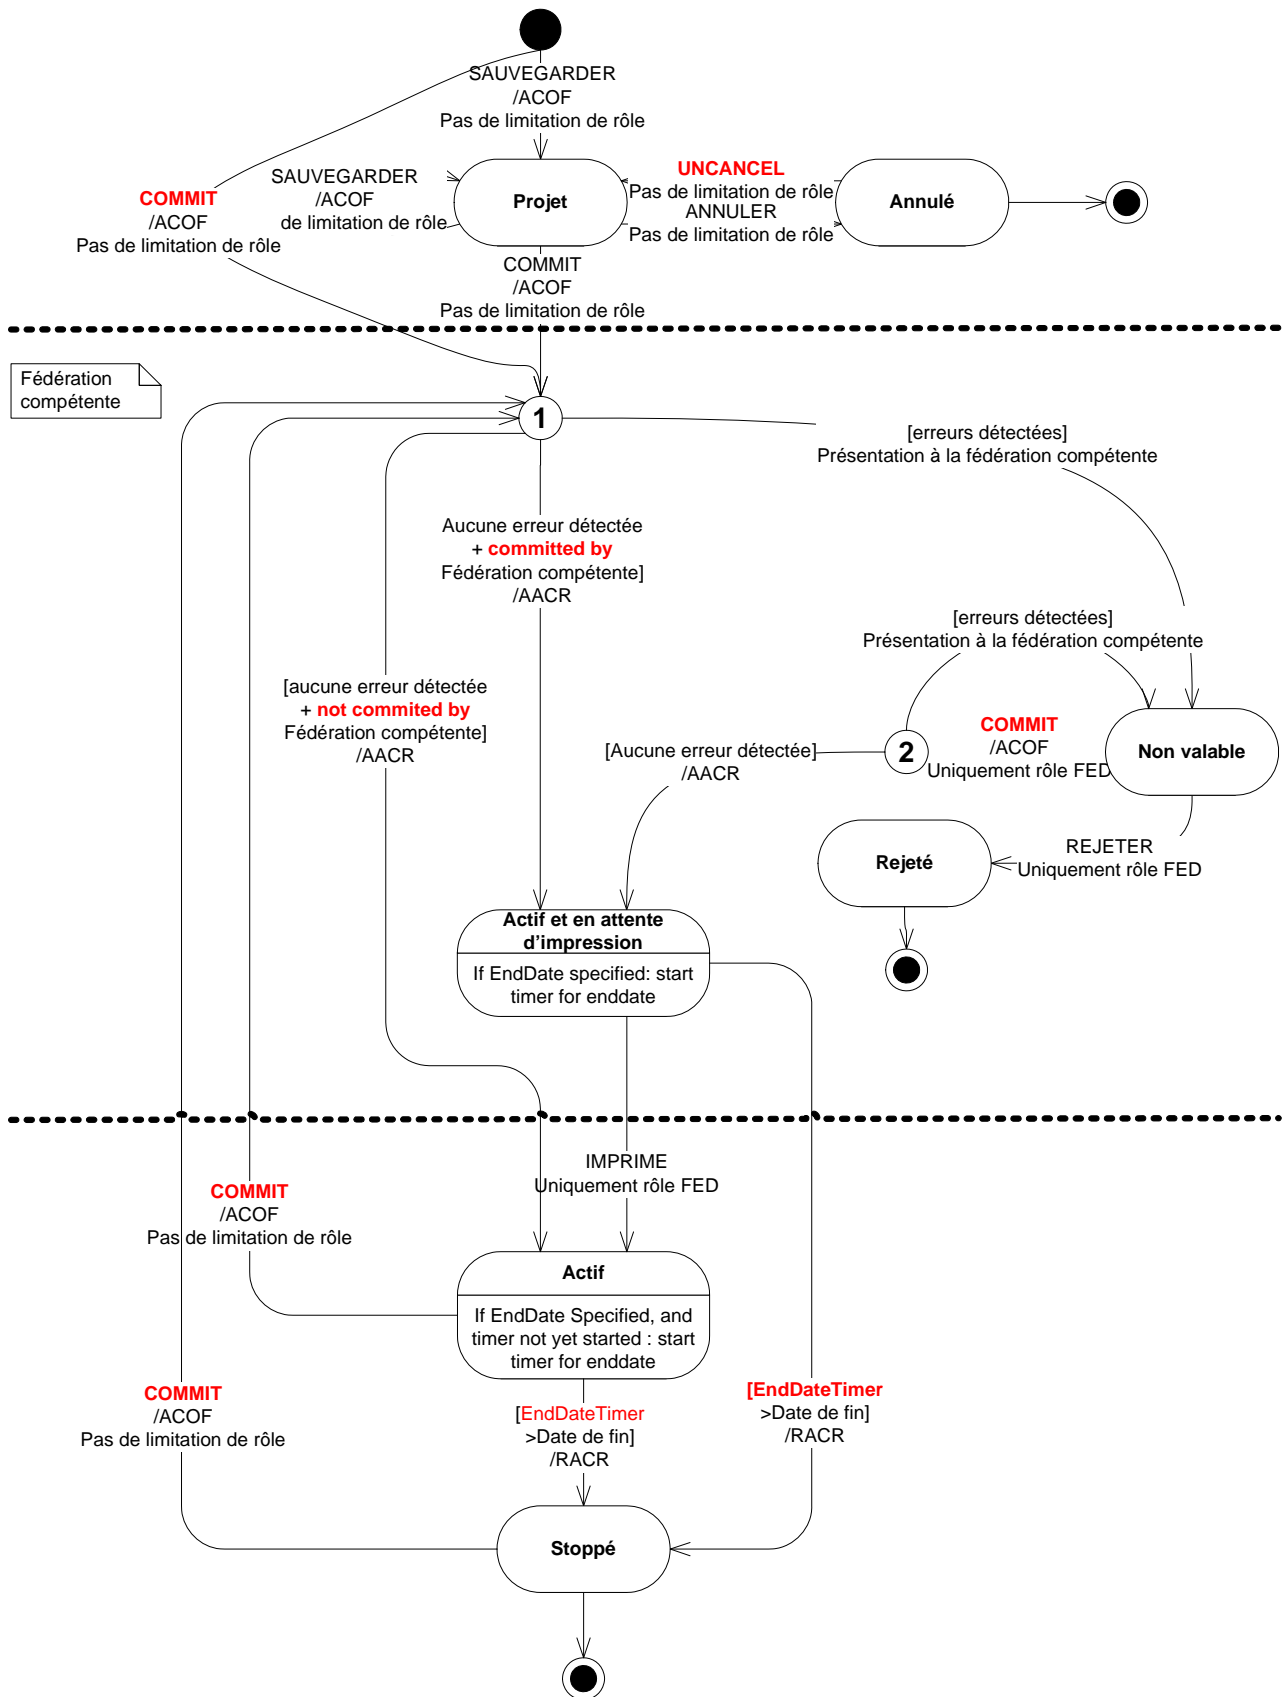 SAUVEGARDER
/ACOF
Pas de limitation de rôle
COMMIT
/ACOF
Pas de limitation de rôle
SAUVEGARDER
/ACOF
de limitation de rôle
Projet
UNCANCEL
Pas de limitation de rôle
ANNULER
Pas de limitation de rôle
Annulé
COMMIT
/ACOF
Pas de limitation de rôle
Fédération
compétente
1
[erreurs détectées]
Présentation à la fédération compétente
Aucune erreur détectée
+ committed by
Fédération compétente]
/AACR
[erreurs détectées]
Présentation à la fédération compétente
[aucune erreur détectée
+ not commited by
Fédération compétente]
/AACR
[Aucune erreur détectée]
/AACR
2
COMMIT
/ACOF
Uniquement rôle FED
Non valable
REJETER
Uniquement rôle FED
Rejeté
Actif et en attente
d'impression
If EndDate specified: start
timer for enddate
IMPRIME
Uniquement rôle FED
COMMIT
/ACOF
Pas de limitation de rôle
Actif
If EndDate Specified, and
timer not yet started : start
timer for enddate
COMMIT
/ACOF
Pas de limitation de rôle
[EndDateTimer
>Date de fin]
/RACR
[EndDateTimer
>Date de fin]
/RACR
Stoppé